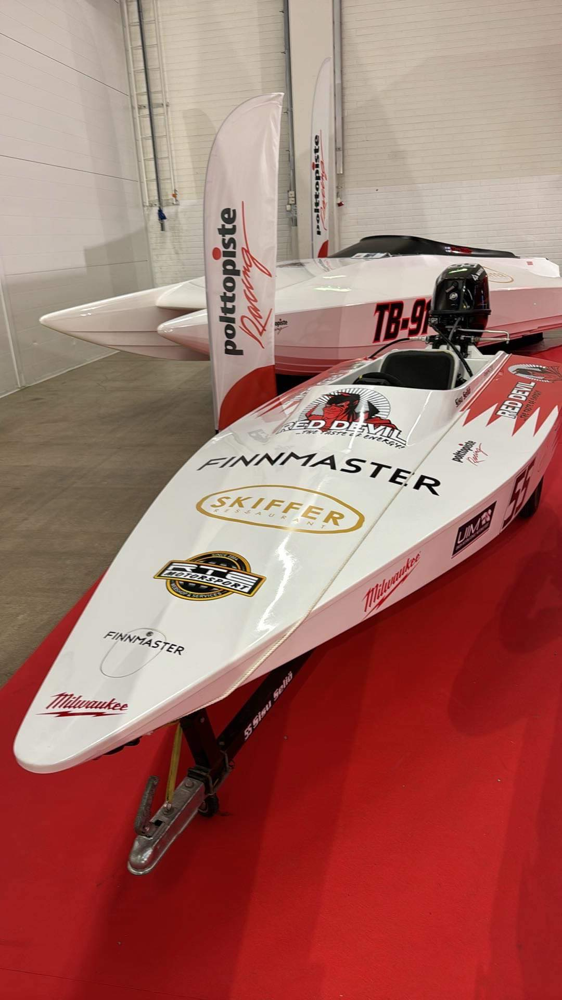 polttopiste
Racing
polttopiste
Racing
TB-91
Racing
RED DEVIL
...THE TASTE OF ENERGY!
Sisu Seliö
RED DEVIL
THE TASTE OF ENERGY
polttopiste
Racing
FINNMASTER
SKIFFER
RESTAURANT
55
UIM
Milwaukee
SINCE 2004
RTE
MOTORSPORT
WEBSHOP & SERVICES
FINNMASTER
Milwaukee
55 Sisu Seliö